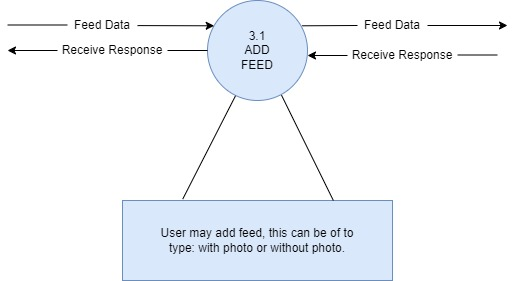 Feed Data
Feed Data
3.1
ADD
FEED
Receive Response
Receive Response
User may add feed, this can be of to
type: with photo or without photo.